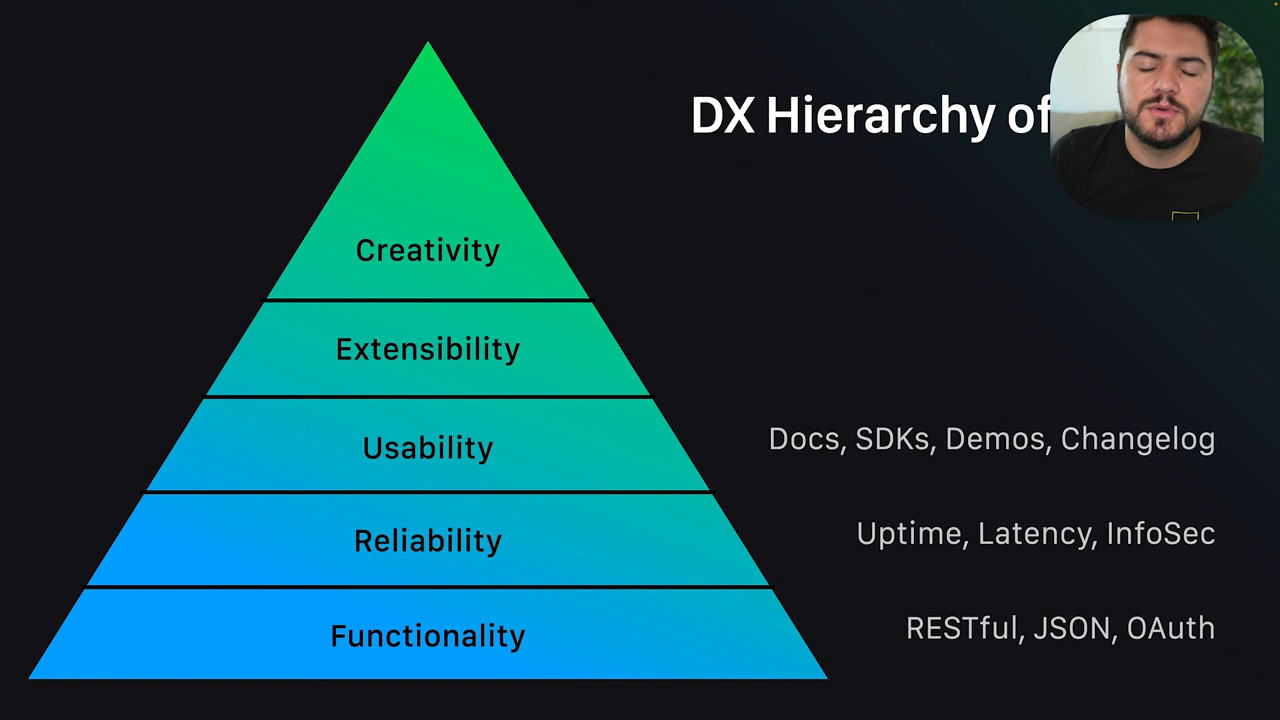 DX Hierarchy of
Creativity
Extensibility
Usability
Docs, SDKs, Demos, Changelog
Reliability
Uptime, Latency, InfoSec
Functionality
RESTful, JSON, OAuth